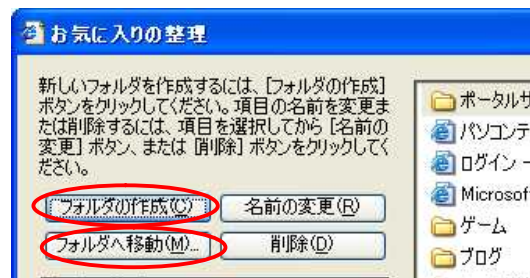 お気に入りの整理
新しいフォルダを作成するには、[フォルダの作成]
ボタンをクリックしてください。項目の名前を変更ま
たは削除するには、項目を選択してから [名前の
変更] ボタン、または [削除] ボタンをクリックしてく
ださい。
フォルダの作成(C) 名前の変更(R)
フォルダへ移動(M)... 削除(D)
ポータルサ
パソコンテ
ログイン -
Microsoft
ゲーム
ブログ